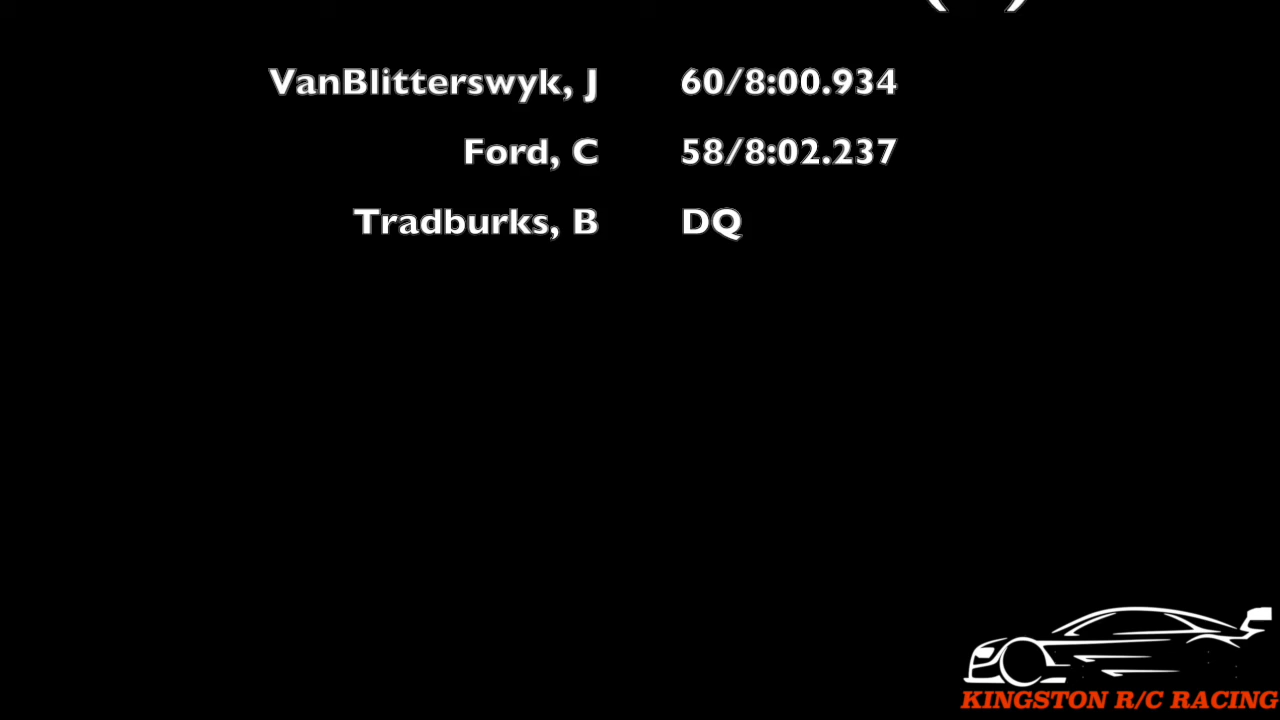 VanBlitterswyk, J 60/8:00.934
Ford, C 58/8:02.237
Tradburks, B DQ
KINGSTON R/C RACING